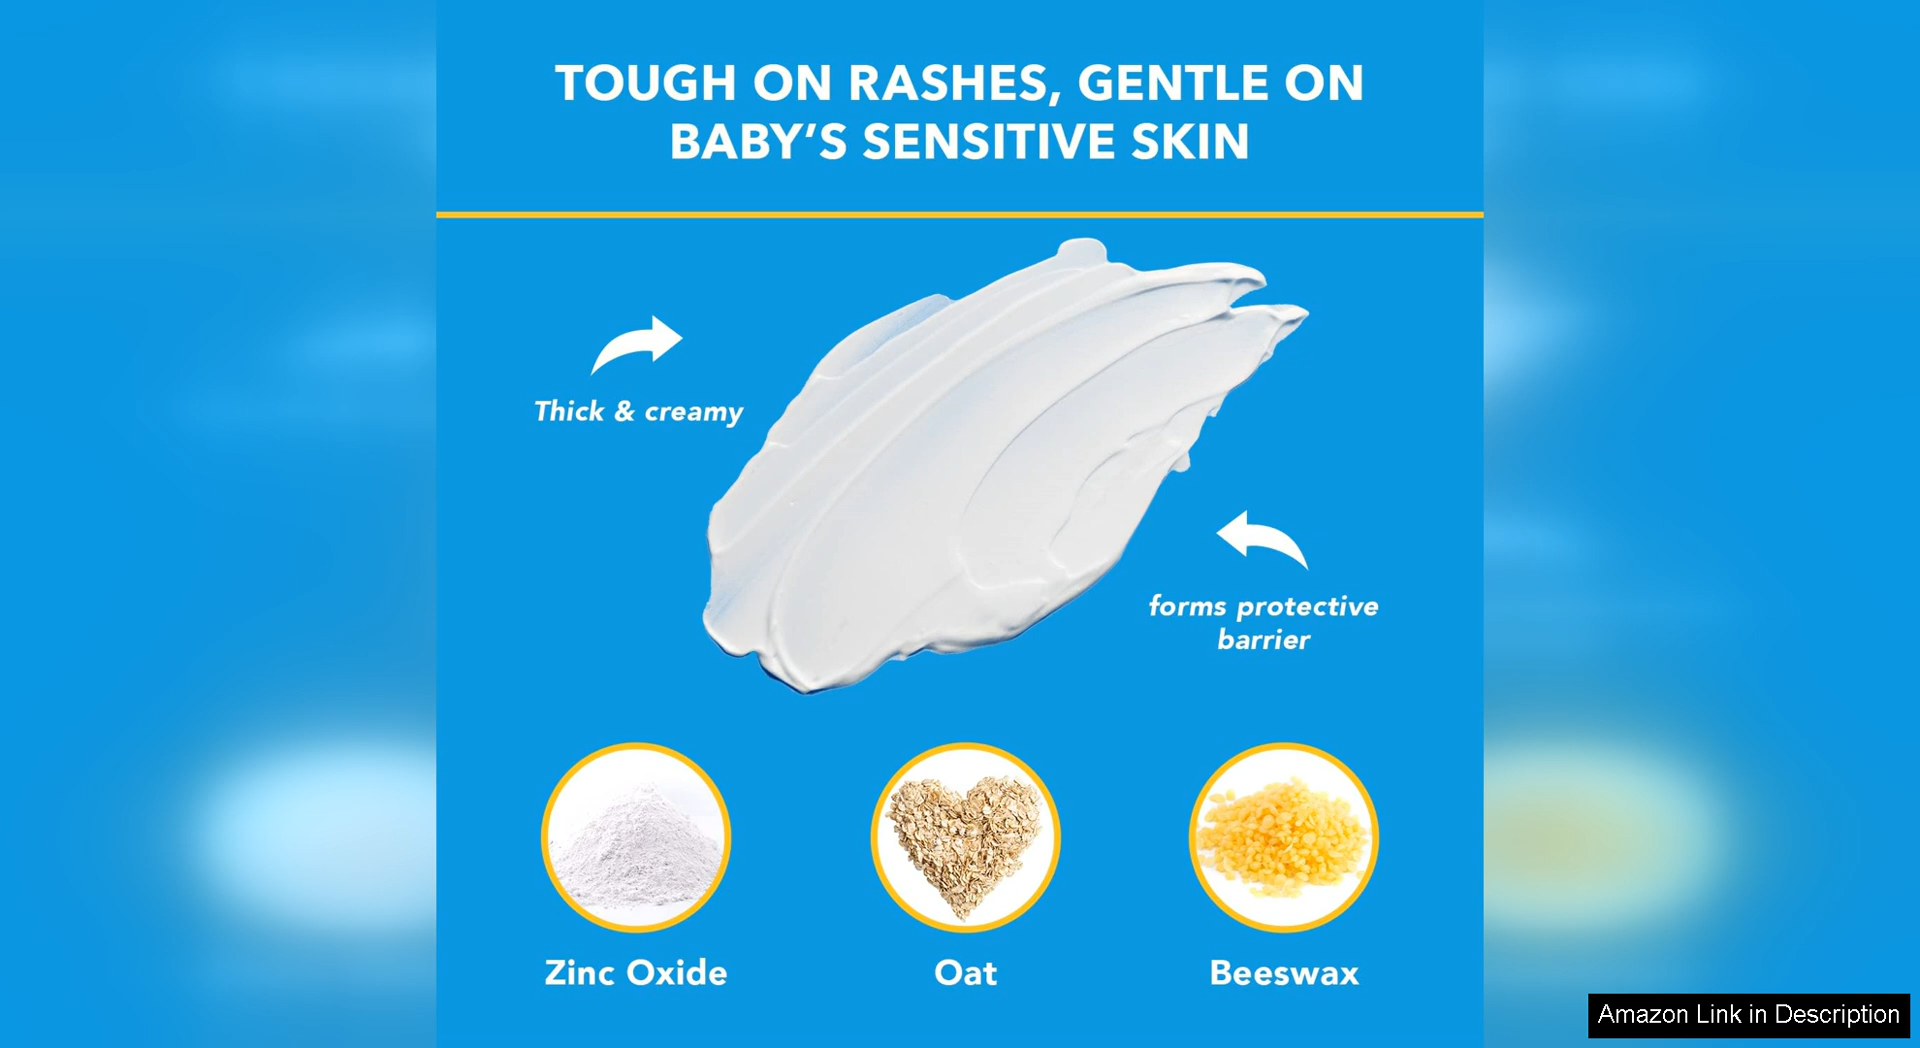 TOUGH ON RASHES, GENTLE ON
BABY’S SENSITIVE SKIN
Thick & creamy
forms protective
barrier
Zinc Oxide
Oat
Beeswax
Amazon Link in Description